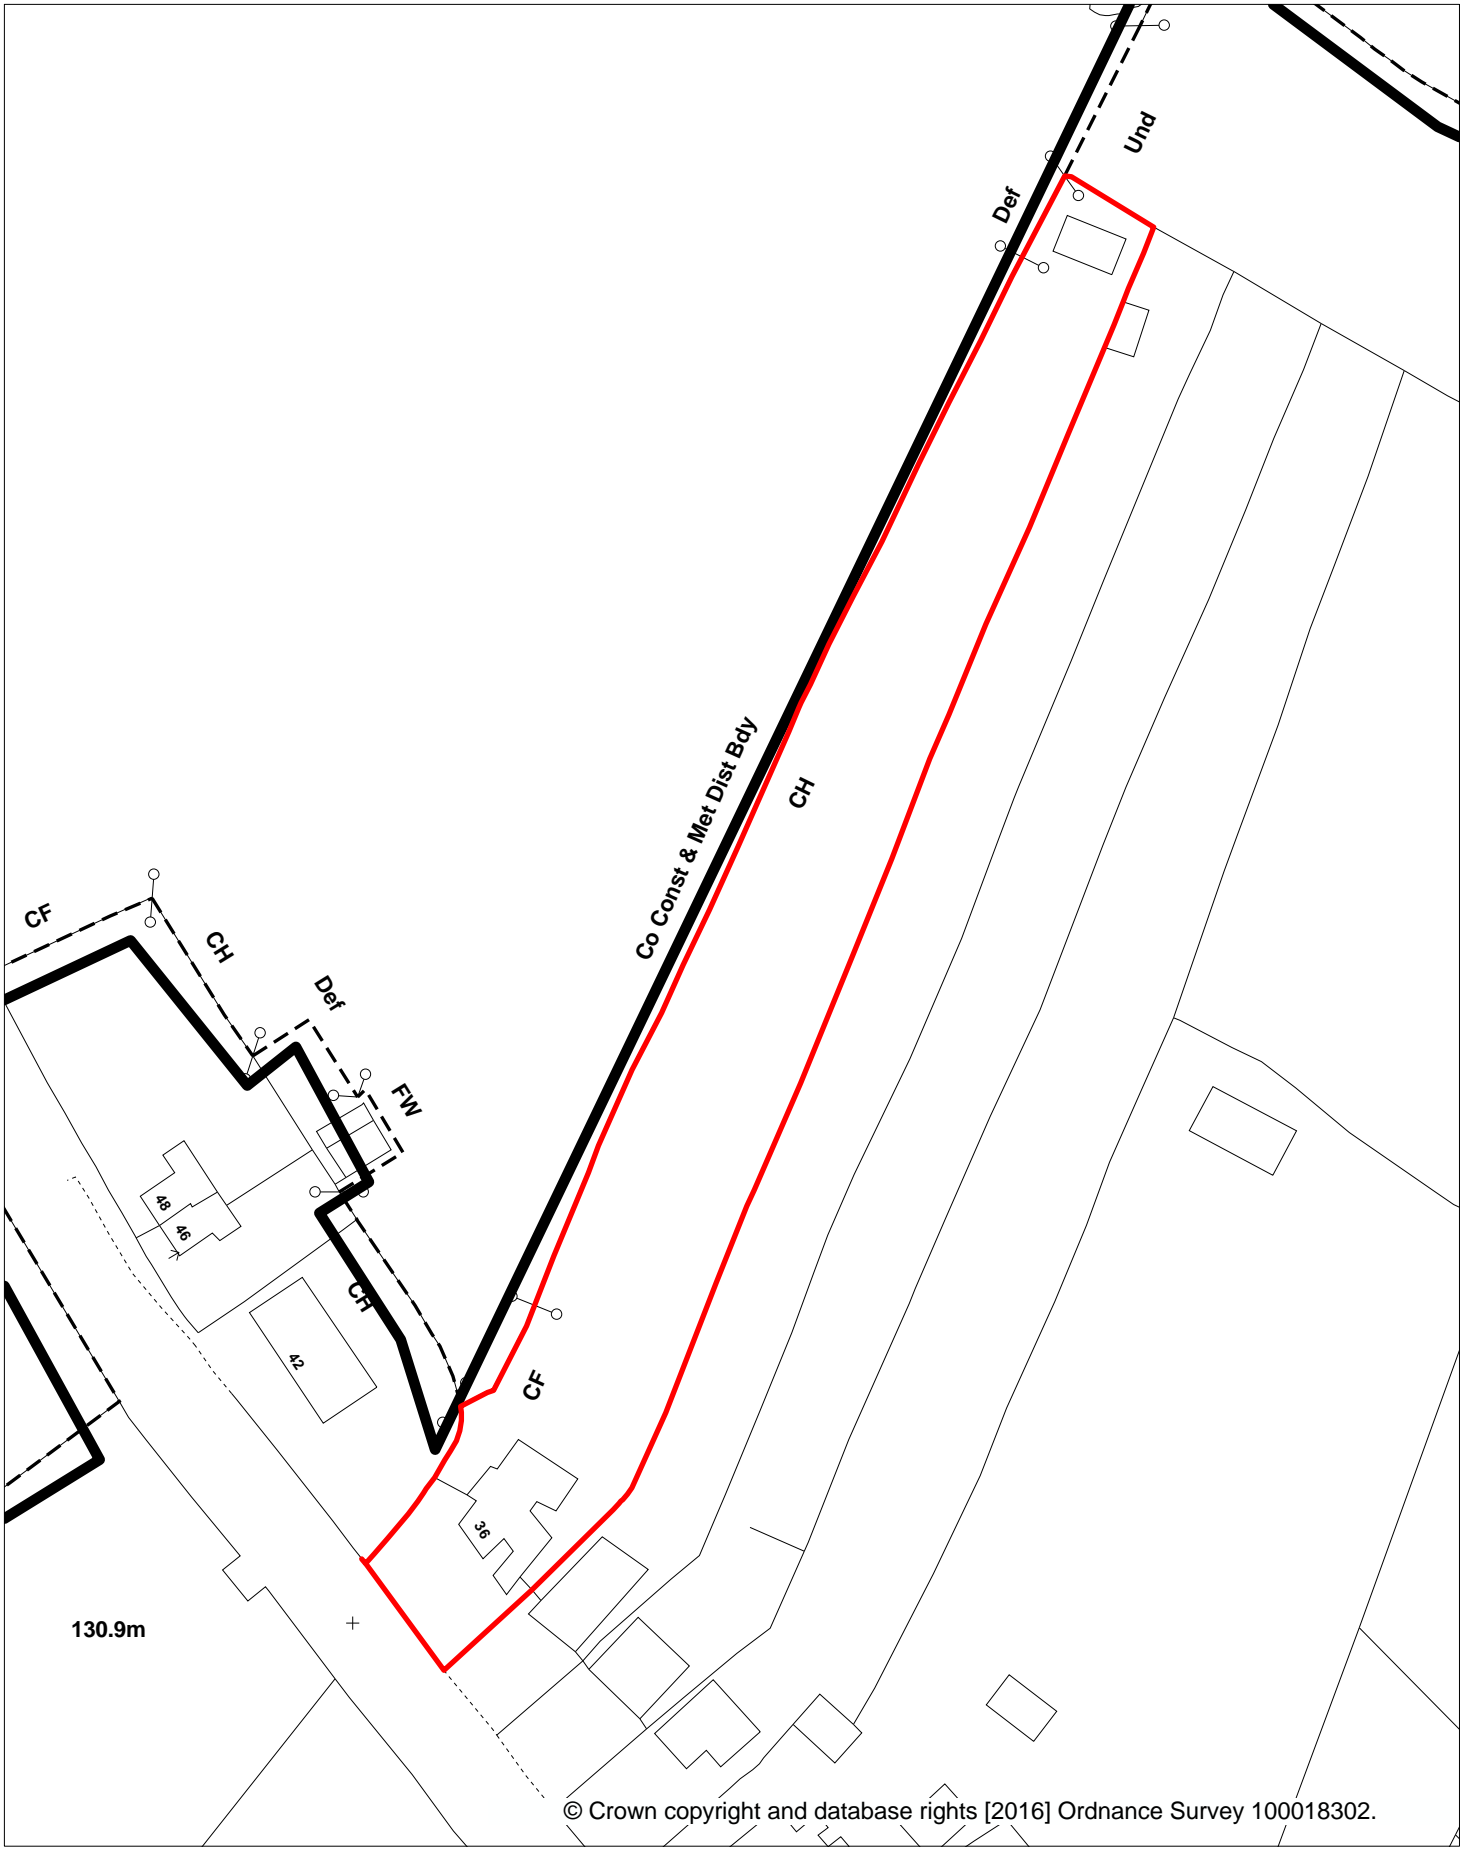 Und
Def
Co Const & Met Dist Bdy
CH
CF
CH
Def
FW
48
46
CH
42
CF
36
130.9m
© Crown copyright and database rights [2016] Ordnance Survey 100018302.